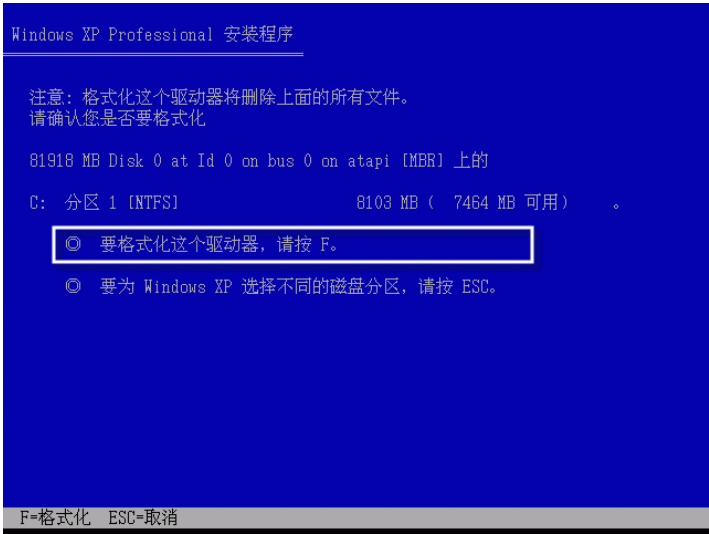 Windows XP Professional 安装程序
注意: 格式化这个驱动器将删除上面的所有文件。
请确认您是否要格式化
81918 MB Disk 0 at Id 0 on bus 0 on atapi [MBR] 上的
C: 分区 1 [NTFS] 8103 MB ( 7464 MB 可用) 。
◎ 要格式化这个驱动器, 请按 F。
◎ 要为 Windows XP 选择不同的磁盘分区, 请按 ESC。
F=格式化 ESC=取消